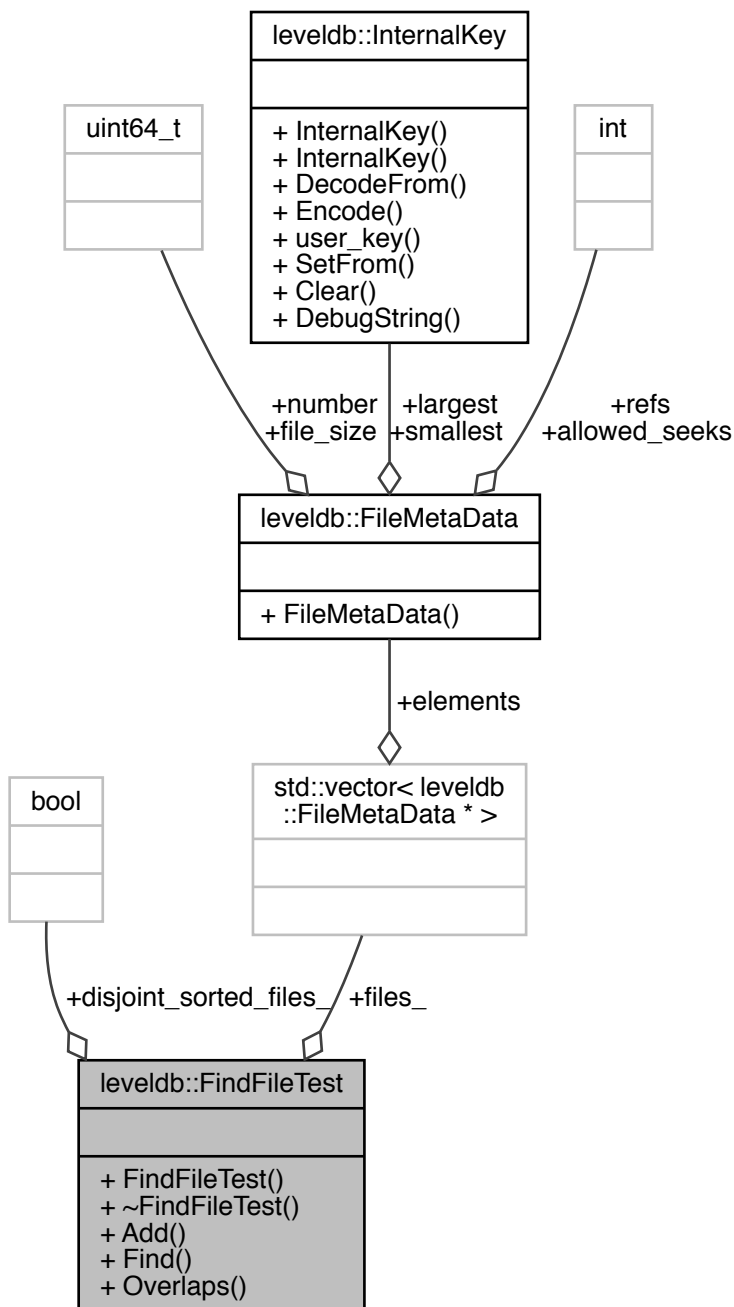 leveldb::InternalKey
+ InternalKey()
+ InternalKey()
+ DecodeFrom()
+ Encode()
+ user_key()
+ SetFrom()
+ Clear()
+ DebugString()
uint64_t
int
+number
+file_size
+largest
+smallest
+refs
+allowed_seeks
leveldb::FileMetaData
+ FileMetaData()
+elements
std::vector< leveldb
::FileMetaData * >
bool
+disjoint_sorted_files_
+files_
leveldb::FindFileTest
+ FindFileTest()
+ ~FindFileTest()
+ Add()
+ Find()
+ Overlaps()